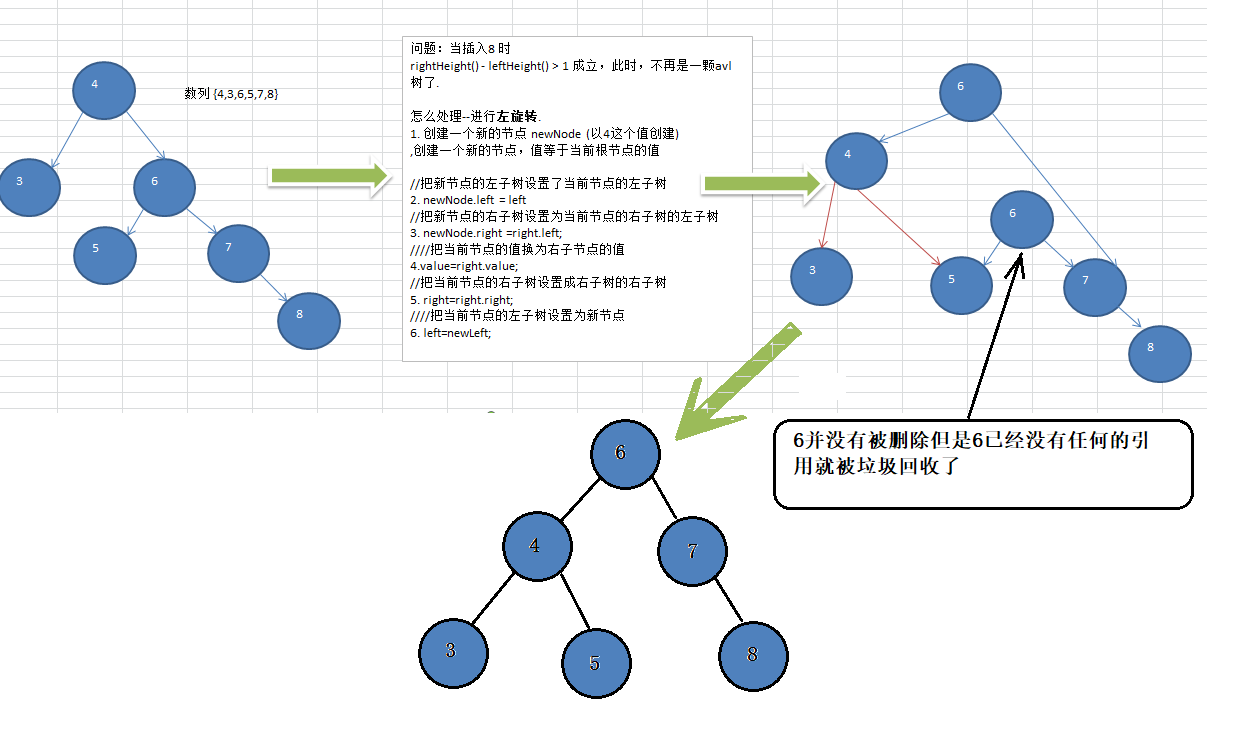 4
数列 {4,3,6,5,7,8}
3
6
5
7
8
问题：当插入8 时
rightHeight() - leftHeight() > 1 成立，此时，不再是一颗avl
树了.
怎么处理--进行左旋转.
1. 创建一个新的节点 newNode (以4这个值创建)
,创建一个新的节点，值等于当前根节点的值
//把新节点的左子树设置了当前节点的左子树
2. newNode.left = left
//把新节点的右子树设置为当前节点的右子树的左子树
3. newNode.right =right.left;
////把当前节点的值换为右子节点的值
4.value=right.value;
//把当前节点的右子树设置成右子树的右子树
5. right=right.right;
////把当前节点的左子树设置为新节点
6. left=newLeft;
6
4
6
3
5
7
8
6并没有被删除但是6已经没有任何的引
用就被垃圾回收了
6
4
7
3
5
8